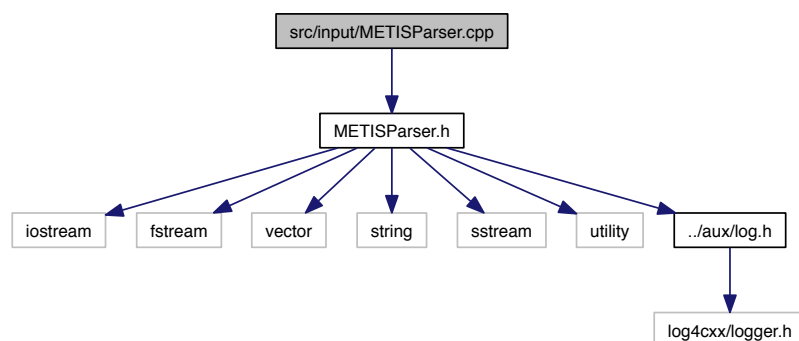 src/input/METISParser.cpp
METISParser.h
iostream
fstream
vector
string
sstream
utility
../aux/log.h
log4cxx/logger.h